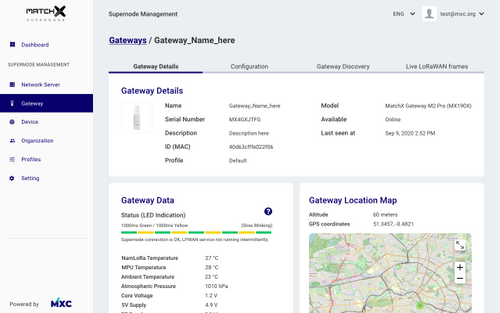 MATCHX
SUPERNODE
Supernode Management
ENG
test@mxc.org
Dashboard
SUPERNODE MANAGEMENT
Network Server
Gateway
Device
Organization
Profiles
Setting
Powered by MXC
Gateways / Gateway_Name_here
Gateway Details
Configuration
Gateway Discovery
Live LoRaWAN frames
Gateway Details
Name Gateway_Name_here
Serial Number MX4GXJTFG
Description Description here
ID (MAC) 40d63cfffe022f06
Profile Default
Model MatchX Gateway M2 Pro (MX190X)
Available Online
Last seen at Sep 9, 2020 2:52 PM
Gateway Data
Status (LED Indication)
1000ms Green / 1000ms Yellow (Slow Blinking)
Supernode connection is OK, LPWAN service not running intermittently.
NamLoRa Temperature 27 °C
MPU Temperature 28 °C
Ambient Temperature 23 °C
Atmospheric Pressure 1010 hPa
Core Voltage 1.2 V
5V Supply 4.9 V
Gateway Location Map
Altitude 60 meters
GPS coordinates 51.3457, -0.4821